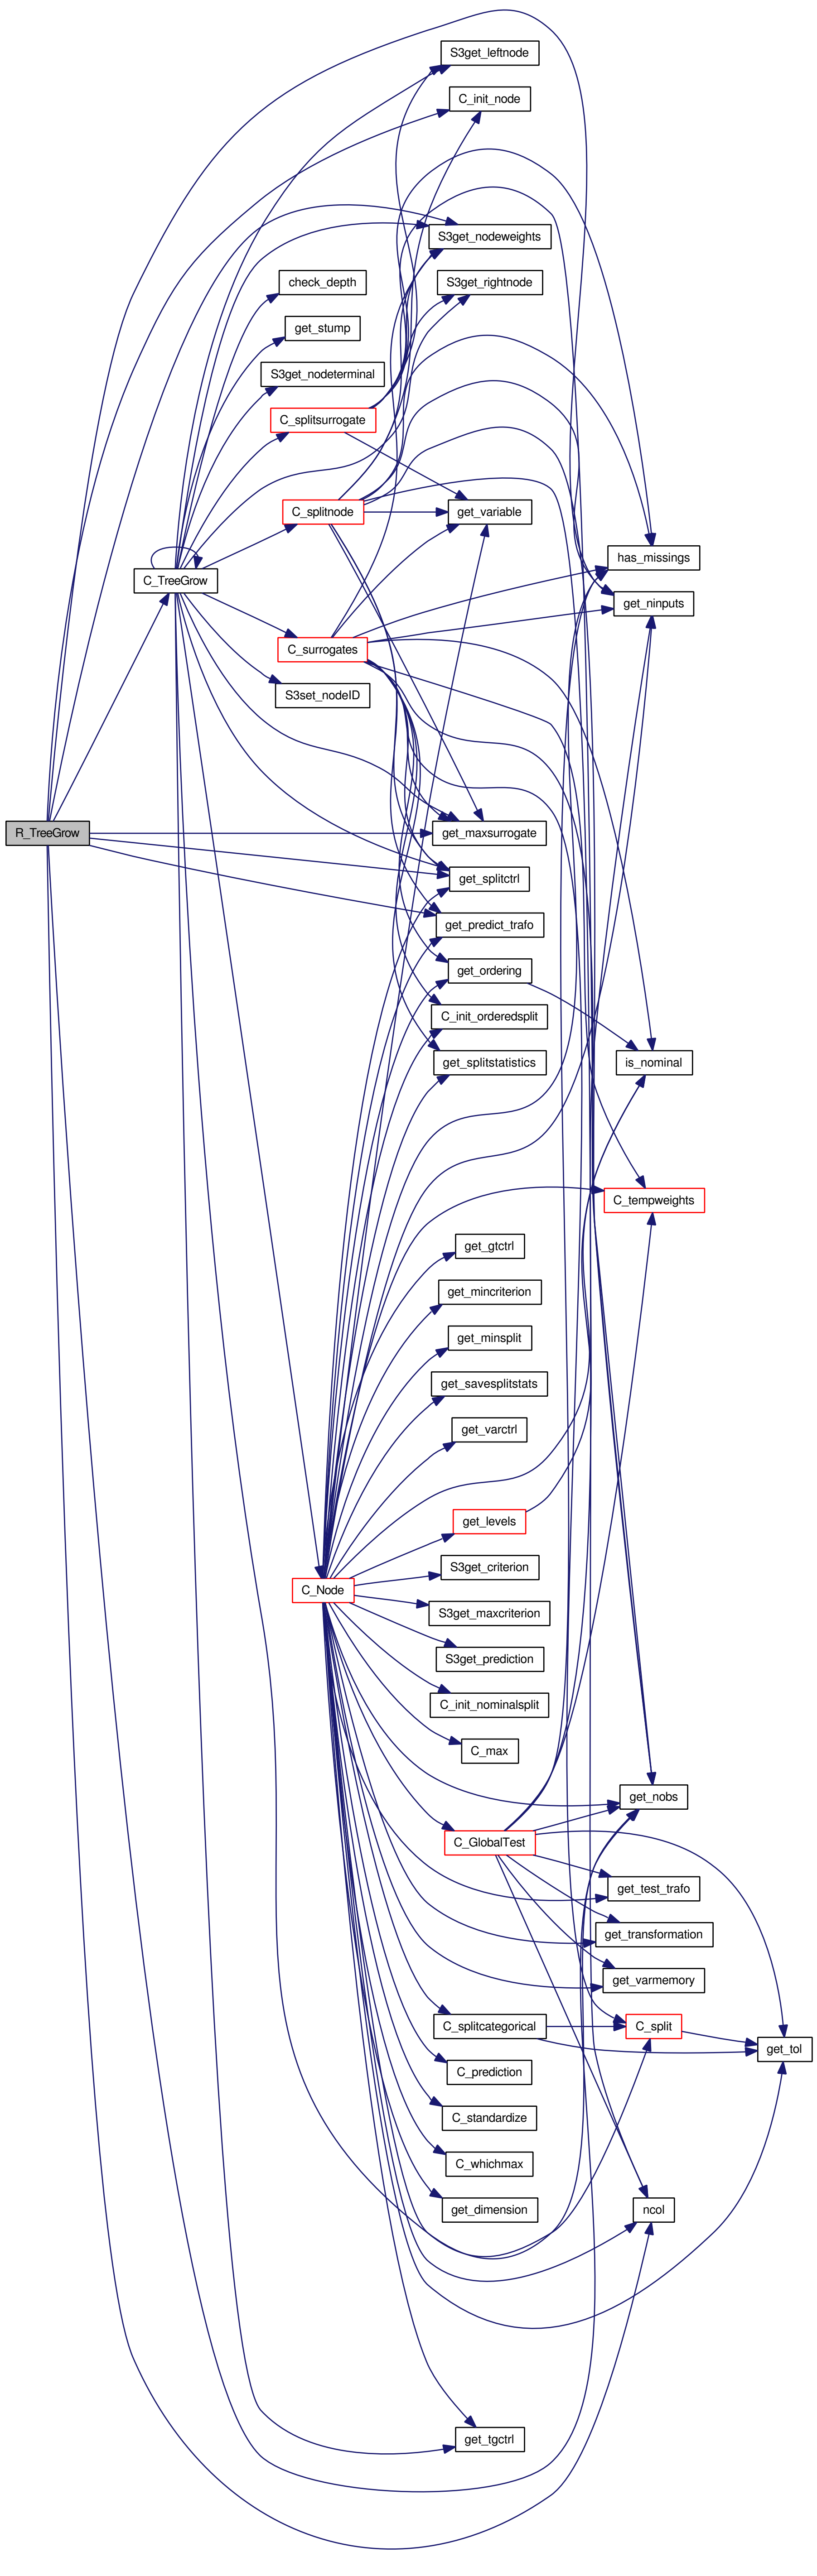 S3get_leftnode
C_init_node
S3get_nodeweights
check_depth
S3get_rightnode
get_stump
S3get_nodeterminal
C_splitsurrogate
C_splitnode
get_variable
has_missings
C_TreeGrow
get_ninputs
C_surrogates
S3set_nodeID
R_TreeGrow
get_maxsurrogate
get_splitctrl
get_predict_trafo
get_ordering
C_init_orderedsplit
get_splitstatistics
is_nominal
C_tempweights
get_gtctrl
get_mincriterion
get_minsplit
get_savesplitstats
get_varctrl
get_levels
S3get_criterion
C_Node
S3get_maxcriterion
S3get_prediction
C_init_nominalsplit
C_max
get_nobs
C_GlobalTest
get_test_trafo
get_transformation
get_varmemory
C_splitcategorical
C_split
get_tol
C_prediction
C_standardize
C_whichmax
get_dimension
ncol
get_tgctrl